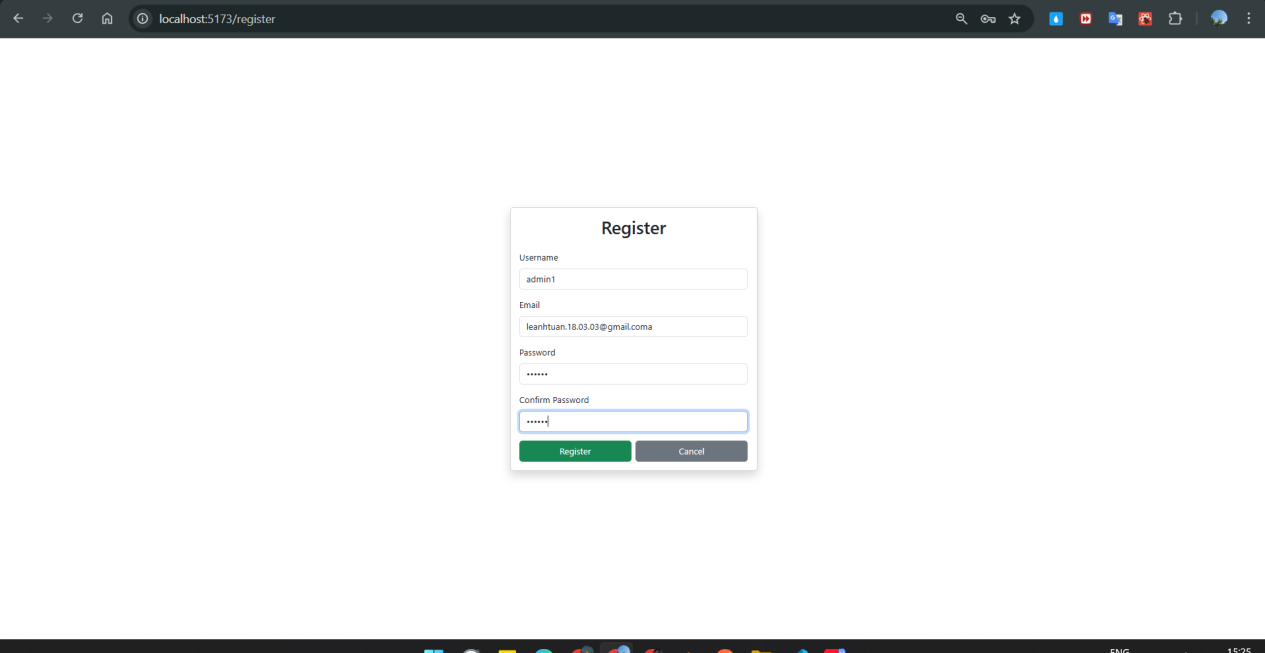 localhost:5173/register
Register
Username
admin1
Email
leanhtuan.18.03.03@gmail.coma
Password
••••••
Confirm Password
••••••
Register Cancel
ENG
15:25